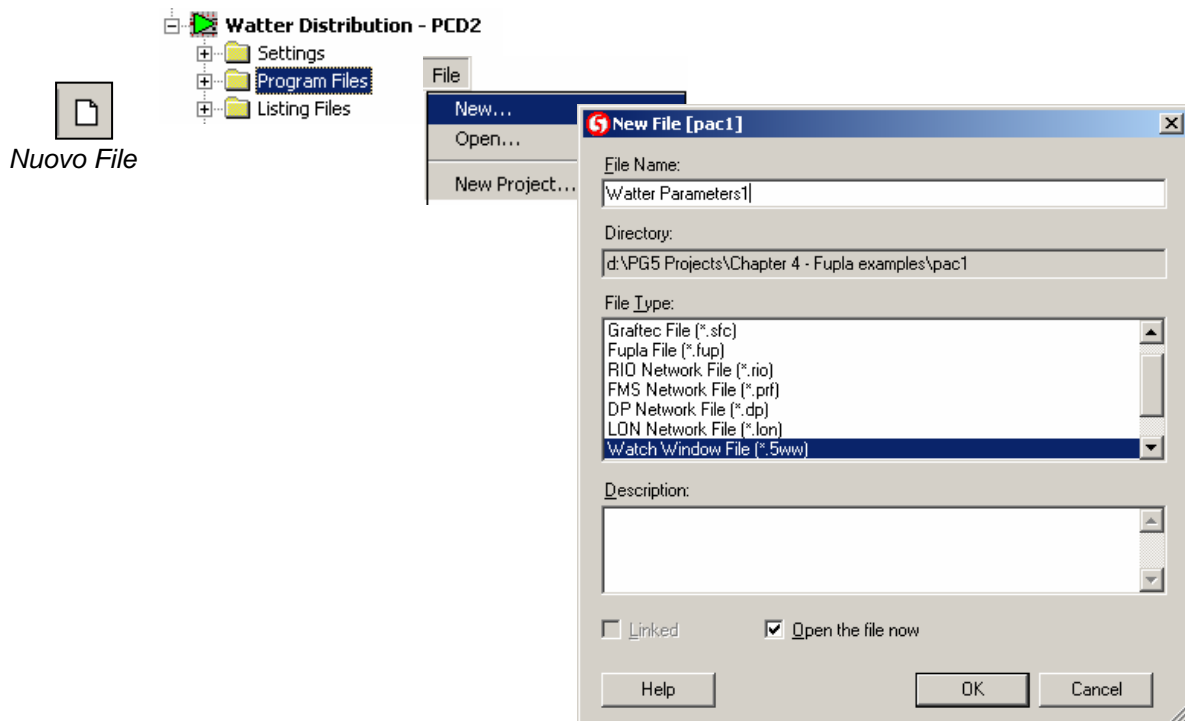 Watter Distribution - PCD2
Settings
Program Files
Listing Files
Nuovo File
File
New...
Open...
New Project...
New File [pac1]
File Name:
Watter Parameters1
Directory:
d:\PG5 Projects\Chapter 4 - Fupla examples\pac1
File Type:
Graftec File (*.sfc)
Fupla File (*.fup)
RIO Network File (*.rio)
FMS Network File (*.prf)
DP Network File (*.dp)
LON Network File (*.lon)
Watch Window File (*.5ww)
Description:
Linked
Open the file now
Help
OK
Cancel